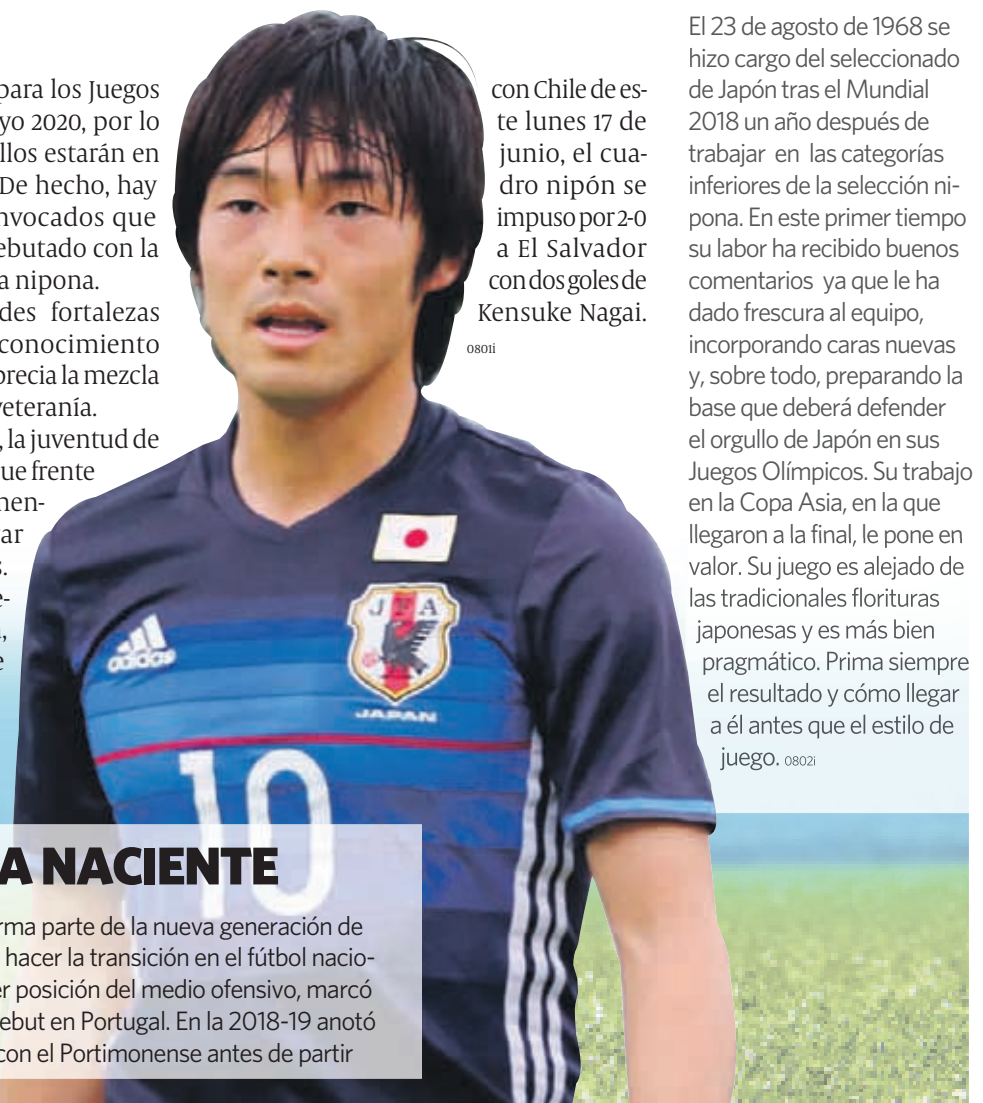 para los Juegos
yo 2020, por lo
llos estarán en
De hecho, hay
nvocados que
ebutado con la
a nipona.
des fortalezas
conocimiento
precia la mezcla
veteranía.
, la juventud de
ue frente
nen-
ar
s.
e-
,
e
con Chile de es-
te lunes 17 de
junio, el cua-
dro nipón se
impuso por 2-0
a El Salvador
con dos goles de
Kensuke Nagai.
0801i
El 23 de agosto de 1968 se
hizo cargo del seleccionado
de Japón tras el Mundial
2018 un año después de
trabajar en las categorías
inferiores de la selección ni-
pona. En este primer tiempo
su labor ha recibido buenos
comentarios ya que le ha
dado frescura al equipo,
incorporando caras nuevas
y, sobre todo, preparando la
base que deberá defender
el orgullo de Japón en sus
Juegos Olímpicos. Su trabajo
en la Copa Asia, en la que
llegaron a la final, le pone en
valor. Su juego es alejado de
las tradicionales florituras
japonesas y es más bien
pragmático. Prima siempre
el resultado y cómo llegar
a él antes que el estilo de
juego. 0802i
adidas
JFA
JAPAN
10
A NACIENTE
rma parte de la nueva generación de
hacer la transición en el fútbol nacio-
er posición del medio ofensivo, marcó
ebut en Portugal. En la 2018-19 anotó
con el Portimonense antes de partir